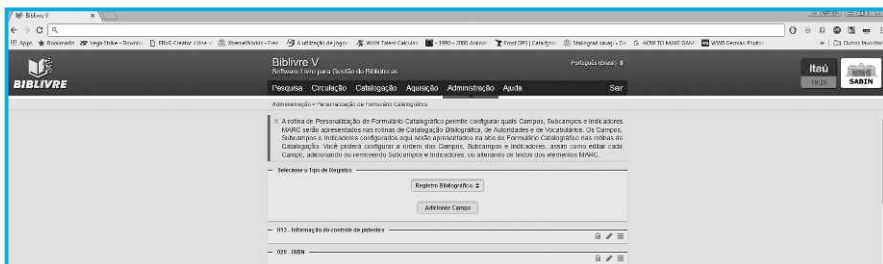 Biblivre V
Apps Bookmarks
BIBLIVRE
Biblivre V
Software Livre para Gestão de Bibliotecas
Português (Brasil)
Pesquisa Circulação Catalogação Aquisição Administração Ajuda Sair
Itaú
SABIN
Administração • Personalização de Formulário Catalográfico
A rotina de Personalização de Formulário Catalográfico permite configurar quais Campos, Subcampos e Indicadores
MARC serão apresentados nas rotinas de Catalogação Bibliográfica, de Autoridades e de Vocabulários. Os Campos,
Subcampos e Indicadores configurados aqui serão apresentados na aba de Formulário Catalográfico nas rotinas de
Catalogação. Você poderá configurar a ordem dos Campos, Subcampos e Indicadores, assim como editar cada
Campo, adicionando ou removendo Subcampos e Indicadores, ou alterando os textos dos elementos MARC.
Selecione o Tipo de Registro
Registro Bibliográfico
Adicionar Campo
013 - Informação do controle de patentes
020 - ISBN